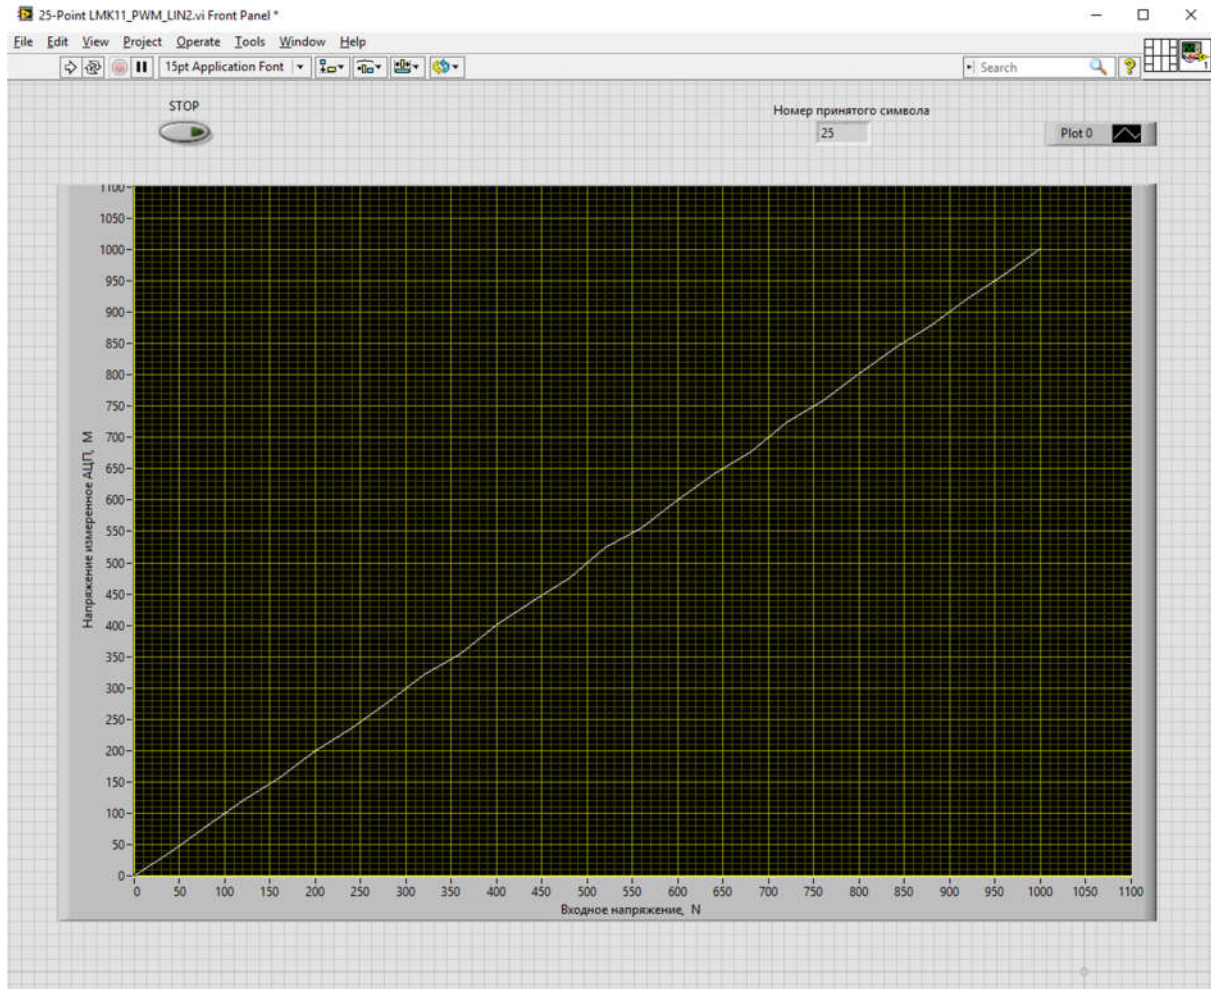 25-Point LMK11_PWM_LIN2.vi Front Panel *
File Edit View Project Operate Tools Window Help
15pt Application Font
Search
1
STOP
Номер принятого символа
25
Plot 0
1100
1050
1000
950
900
850
800
750
700
650
600
550
500
450
400
350
300
250
200
150
100
50
0
Напряжение измеренное АЦП, М
0 50 100 150 200 250 300 350 400 450 500 550 600 650 700 750 800 850 900 950 1000 1050 1100
Входное напряжение, N